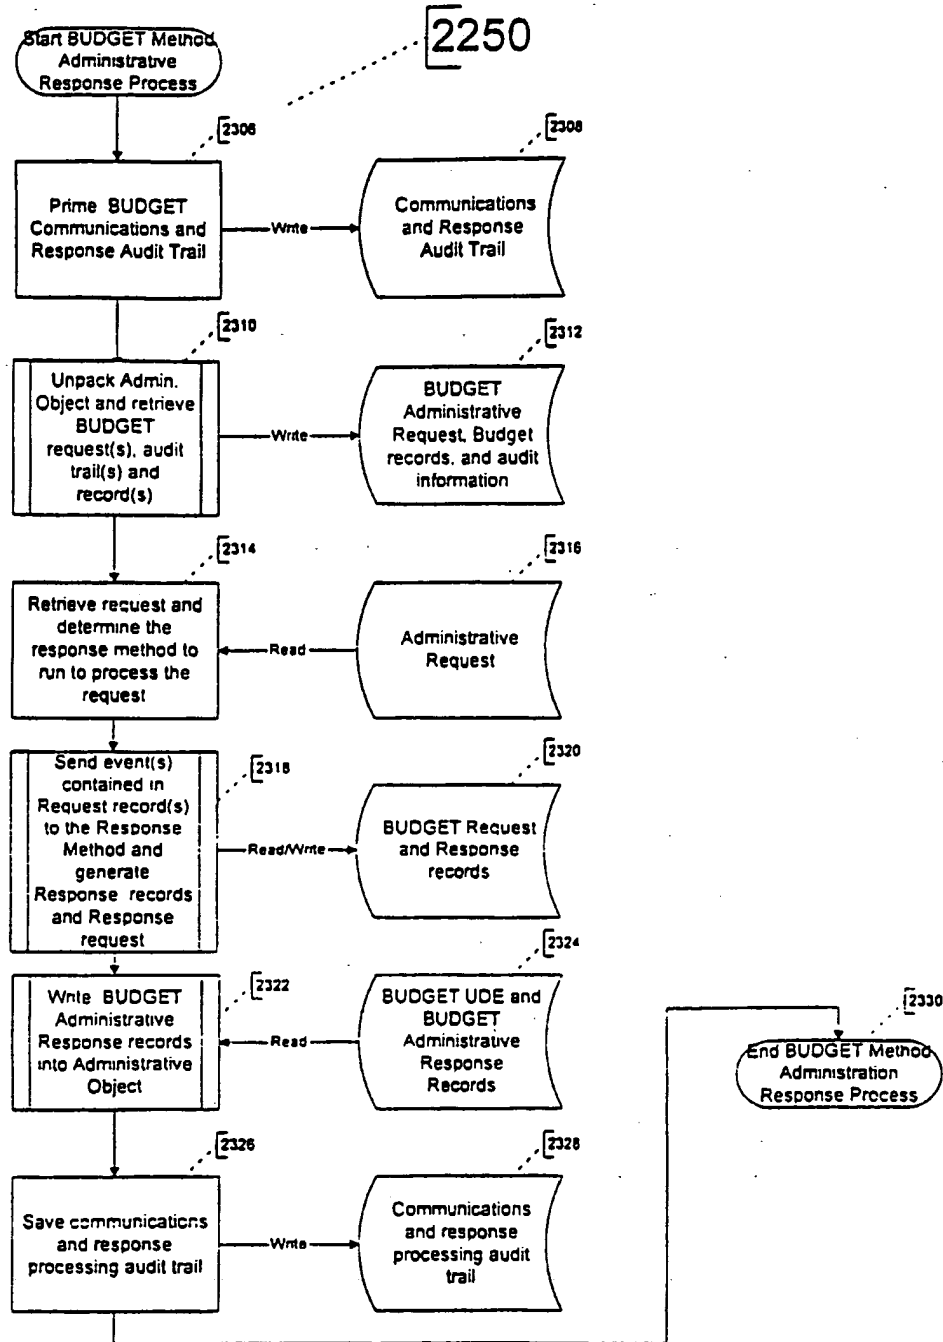 2250
Start BUDGET Method
Administrative
Response Process
2306
2308
Prime BUDGET
Communications and
Response Audit Trail
Write
Communications
and Response
Audit Trail
2310
2312
Unpack Admin.
Object and retrieve
BUDGET
request(s), audit
trail(s) and
record(s)
Write
BUDGET
Administrative
Request, Budget
records, and audit
information
2314
2316
Retrieve request and
determine the
response method to
run to process the
request
Read
Administrative
Request
2318
2320
Send event(s)
contained in
Request record(s)
to the Response
Method and
generate
Response records
and Response
request
Read/Write
BUDGET Request
and Response
records
2322
2324
Write BUDGET
Administrative
Response records
into Administrative
Object
Read
BUDGET UDE and
BUDGET
Administrative
Response
Records
2326
2328
Save communications
and response
processing audit trail
Write
Communications
and response
processing audit
trail
2330
End BUDGET Method
Administration
Response Process